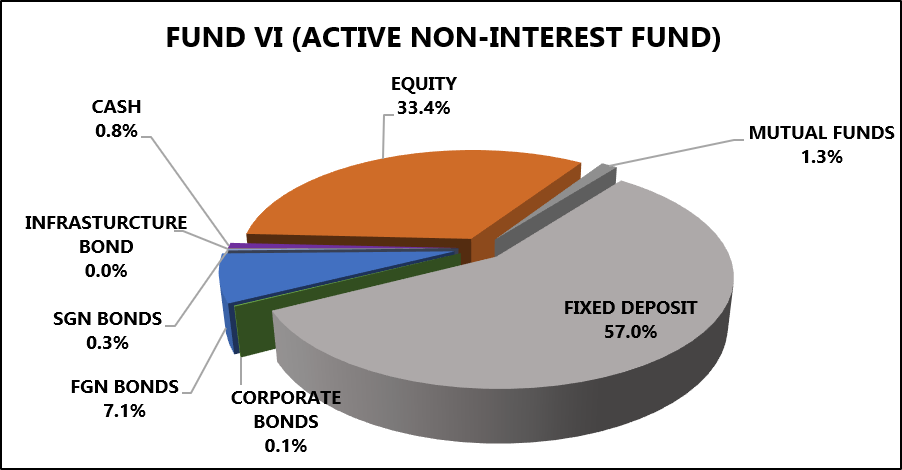 FUND VI (ACTIVE NON-INTEREST FUND)
EQUITY
33.4%
CASH
0.8%
MUTUAL FUNDS
1.3%
INFRASTURCTURE
BOND
0.0%
FIXED DEPOSIT
57.0%
SGN BONDS
0.3%
FGN BONDS
7.1%
CORPORATE
BONDS
0.1%